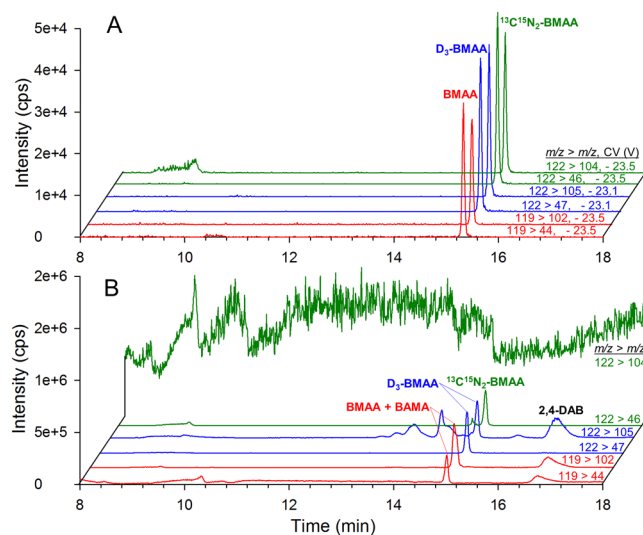 A
¹³C¹⁵N₂-BMAA
D₃-BMAA
BMAA
5e+4
4e+4
3e+4
2e+4
1e+4
0
Intensity (cps)
m/z > m/z, CV (V)
122 > 104, - 23.5
122 > 46, - 23.5
122 > 105, - 23.1
122 > 47, - 23.1
119 > 102, - 23.5
119 > 44, - 23.5
8 10 12 14 16 18
B
2e+6
2e+6
1e+6
5e+5
0
Intensity (cps)
m/z > m/z
122 > 104
D₃-BMAA
¹³C¹⁵N₂-BMAA
BMAA + BAMA
2,4-DAB
122 > 46
122 > 105
122 > 47
119 > 102
119 > 44
8 10 12 14 16 18
Time (min)